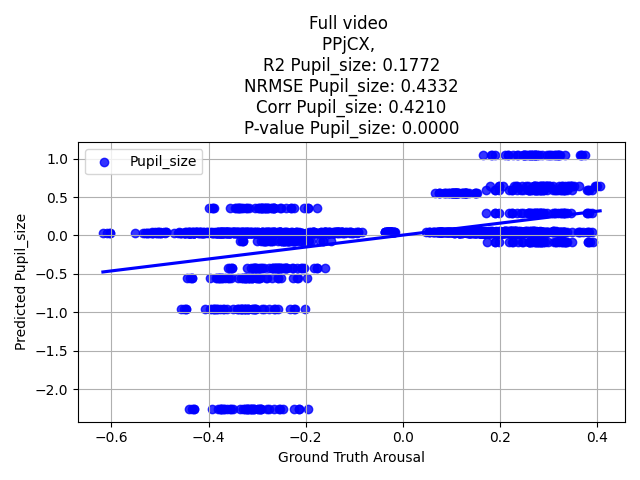 Full video
PPjCX,
R2 Pupil_size: 0.1772
NRMSE Pupil_size: 0.4332
Corr Pupil_size: 0.4210
P-value Pupil_size: 0.0000
Pupil_size
1.0
0.5
0.0
−0.5
−1.0
−1.5
−2.0
Predicted Pupil_size
−0.6 −0.4 −0.2 0.0 0.2 0.4
Ground Truth Arousal